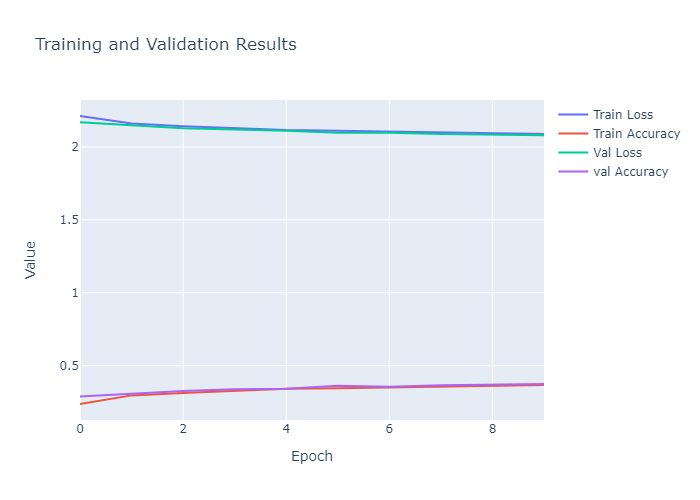 Training and Validation Results
Train Loss
Train Accuracy
Val Loss
val Accuracy
2
1.5
1
0.5
Value
0 2 4 6 8
Epoch